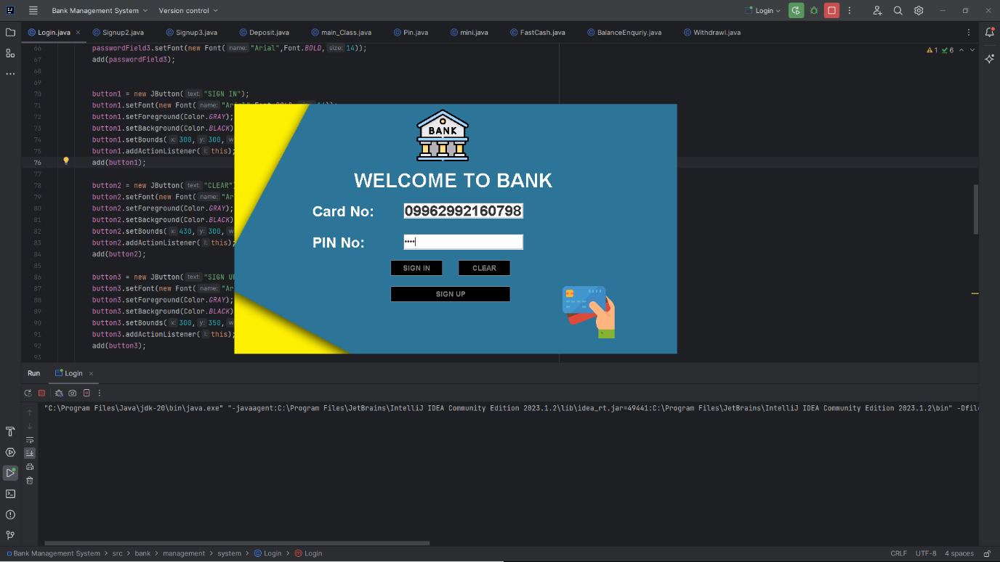 Bank Management System
Version control
Login
Login.java
Signup2.java
Signup3.java
Deposit.java
main_Class.java
Pin.java
mini.java
FastCash.java
BalanceEnquriy.java
Withdrawl.java
1 6
66 passwordField3.setFont(new Font( name: "Arial",Font.BOLD, size: 14));
67 add(passwordField3);
68
69
70 button1 = new JButton( text: "SIGN IN");
71 button1.setFont(new Font( name:
72 button1.setForeground(Color.GRAY);
73 button1.setBackground(Color.BLACK)
74 button1.setBounds( x: 300, y: 300,
75 button1.addActionListener( l: this);
76 add(button1);
77
78 button2 = new JButton( text: "CLEAR"
79 button2.setFont(new Font( name: "Ar
80 button2.setForeground(Color.GRAY);
81 button2.setBackground(Color.BLACK)
82 button2.setBounds( x: 430, y: 300, w
83 button2.addActionListener( l: this);
84 add(button2);
85
86 button3 = new JButton( text: "SIGN U
87 button3.setFont(new Font( name: "Ar
88 button3.setForeground(Color.GRAY);
89 button3.setBackground(Color.BLACK)
90 button3.setBounds( x: 300, y: 350, w
91 button3.addActionListener( l: this);
92 add(button3);
93
BANK
WELCOME TO BANK
Card No: 09962992160798
PIN No: ••••
SIGN IN CLEAR
SIGN UP
Run Login
"C:\Program Files\Java\jdk-20\bin\java.exe" "-javaagent:C:\Program Files\JetBrains\IntelliJ IDEA Community Edition 2023.1.2\lib\idea_rt.jar=49441:C:\Program Files\JetBrains\IntelliJ IDEA Community Edition 2023.1.2\bin" -Dfile
Bank Management System > src > bank > management > system > Login > Login
CRLF UTF-8 4 spaces